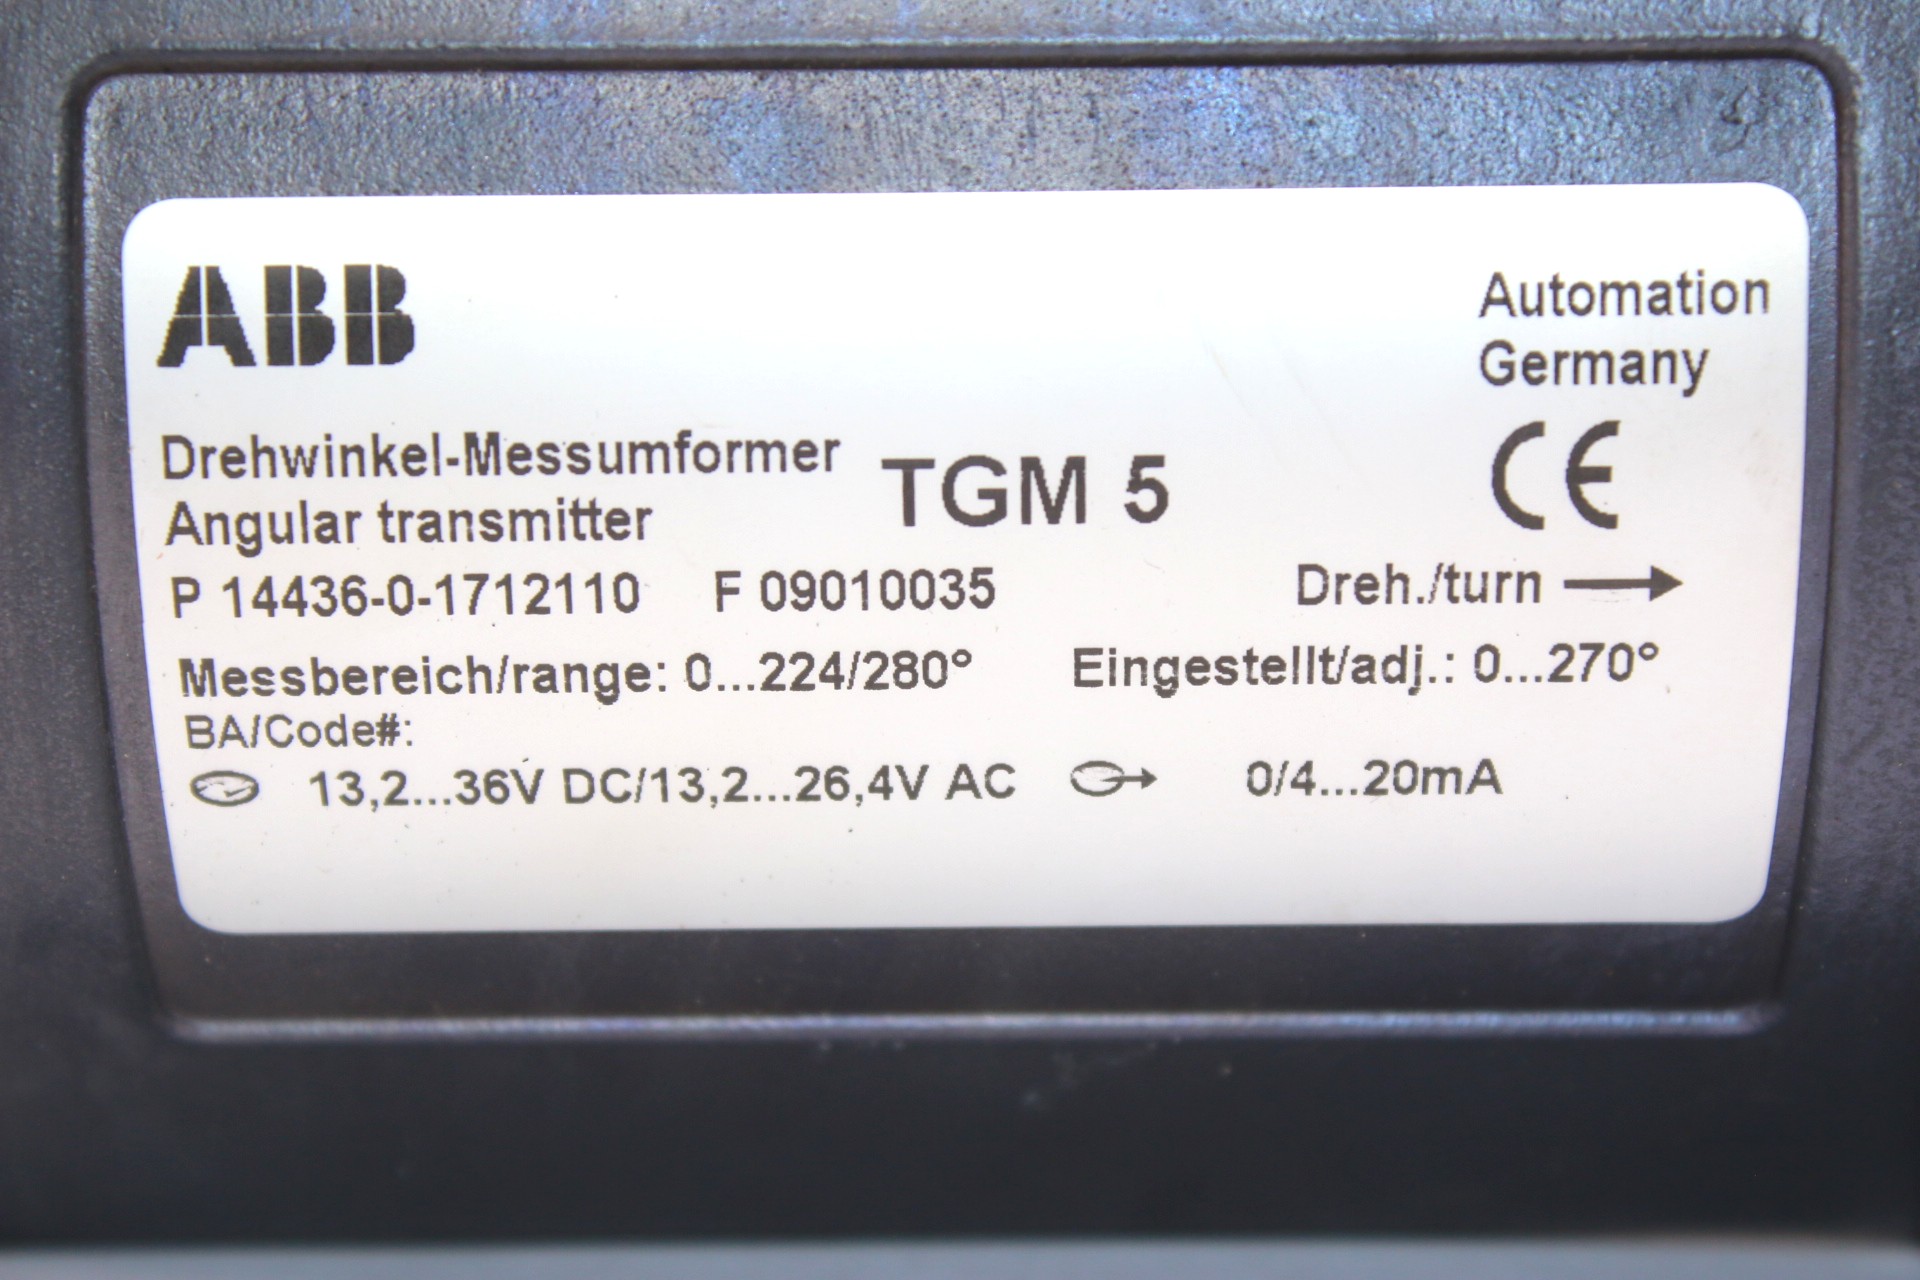 ABB
Automation
Germany
Drehwinkel-Messumformer
Angular transmitter
TGM 5
CE
P 14436-0-1712110 F 09010035
Dreh./turn →
Messbereich/range: 0...224/280° Eingestellt/adj.: 0...270°
BA/Code#:
13,2...36V DC/13,2...26,4V AC 0/4...20mA